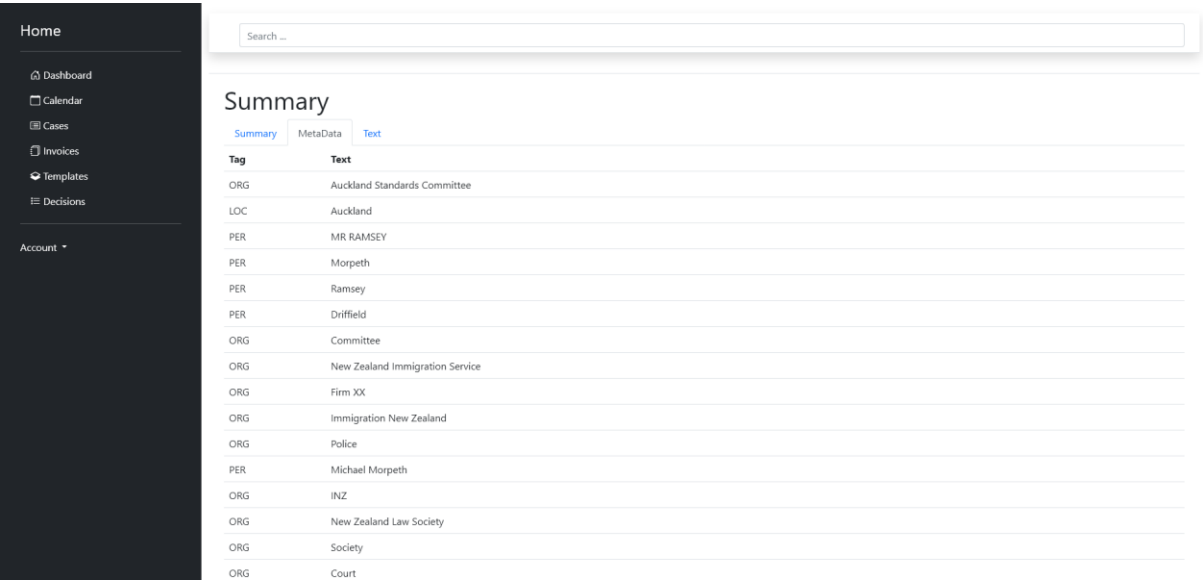 Home
Dashboard
Calendar
Cases
Invoices
Templates
Decisions
Account
Search ...
Summary
Summary MetaData Text
Tag Text
ORG Auckland Standards Committee
LOC Auckland
PER MR RAMSEY
PER Morpeth
PER Ramsey
PER Driffield
ORG Committee
ORG New Zealand Immigration Service
ORG Firm XX
ORG Immigration New Zealand
ORG Police
PER Michael Morpeth
ORG INZ
ORG New Zealand Law Society
ORG Society
ORG Court